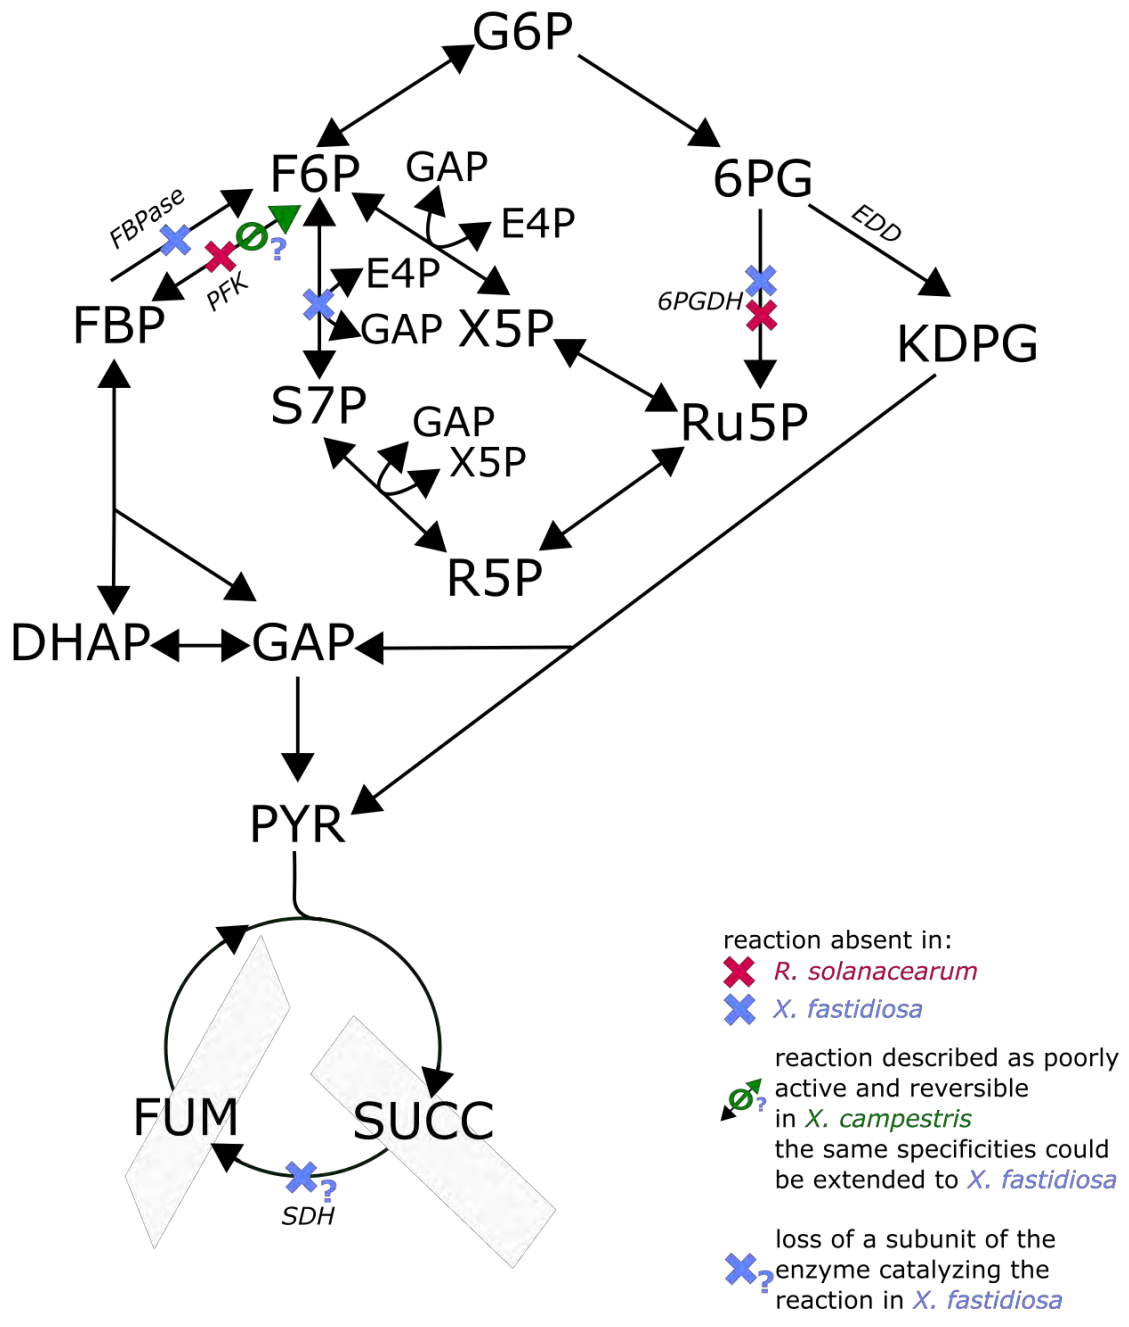 G6P
F6P
GAP
6PG
E4P
FBPase
EDD
Ø
?
PFK
E4P
6PGDH
FBP
GAP
X5P
KDPG
S7P
GAP
Ru5P
X5P
R5P
DHAP
GAP
PYR
reaction absent in:
R. solanacearum
X. fastidiosa
reaction described as poorly
active and reversible
Ø?
in X. campestris
the same specificities could
be extended to X. fastidiosa
FUM
SUCC
?
SDH
loss of a subunit of the
?
enzyme catalyzing the
reaction in X. fastidiosa